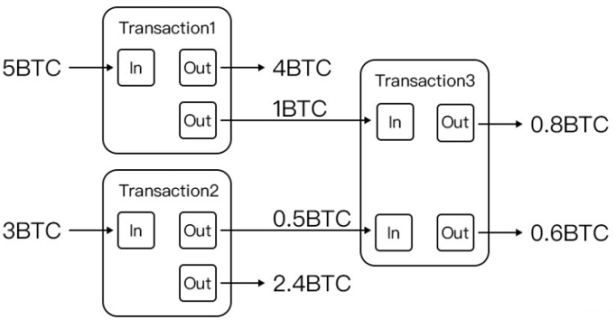 Transaction1
5BTC In Out 4BTC
Out 1BTC
Transaction2
3BTC In Out 0.5BTC
Out 2.4BTC
Transaction3
In Out 0.8BTC
In Out 0.6BTC